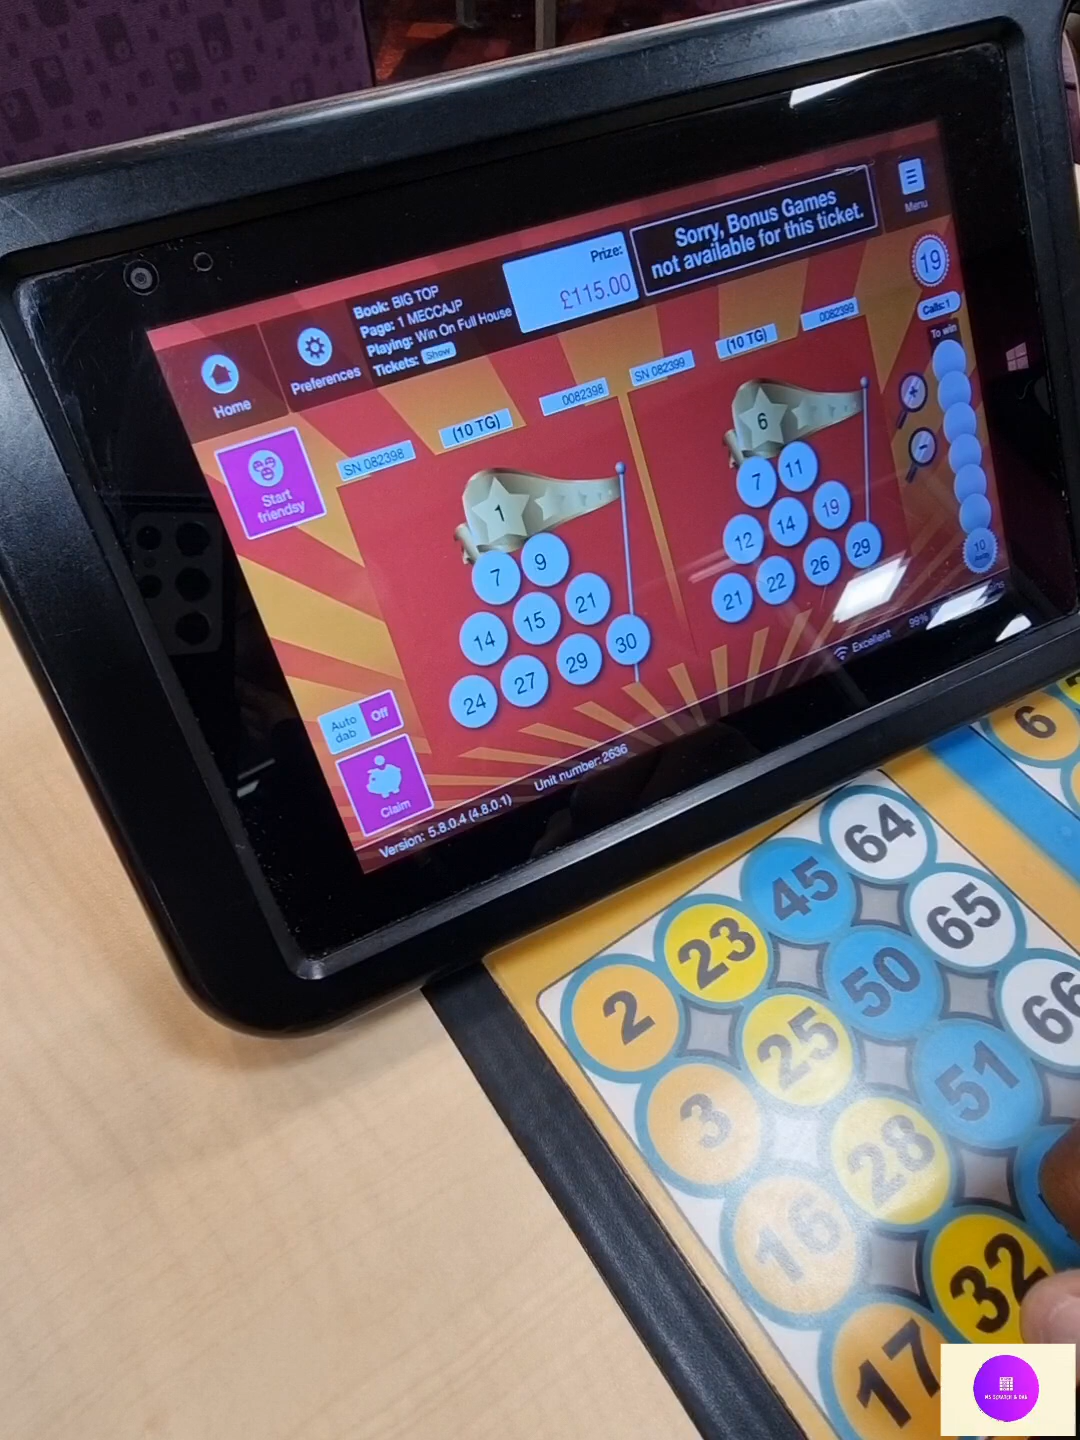 Home
Preferences
Book: BIG TOP
Page: 1 MECCAJP
Playing: Win On Full House
Tickets: Show
Prize:
£115.00
Sorry, Bonus Games
not available for this ticket.
Menu
19
Calls: 1
To win
10
Start
friendsy
SN 082398
(10 TG)
0082398
1
7 9
14 15 21
24 27 29 30
SN 082399
(10 TG)
0082399
6
7 11
12 14 19
21 22 26 29
Auto
dab
Off
Claim
Version: 5.8.0.4 (4.8.0.1)
Unit number: 2636
Excellent
99%
6
2 23 45 64
3 25 50 65
16 28 51 66
17 32
MS SCRATCH & DAB